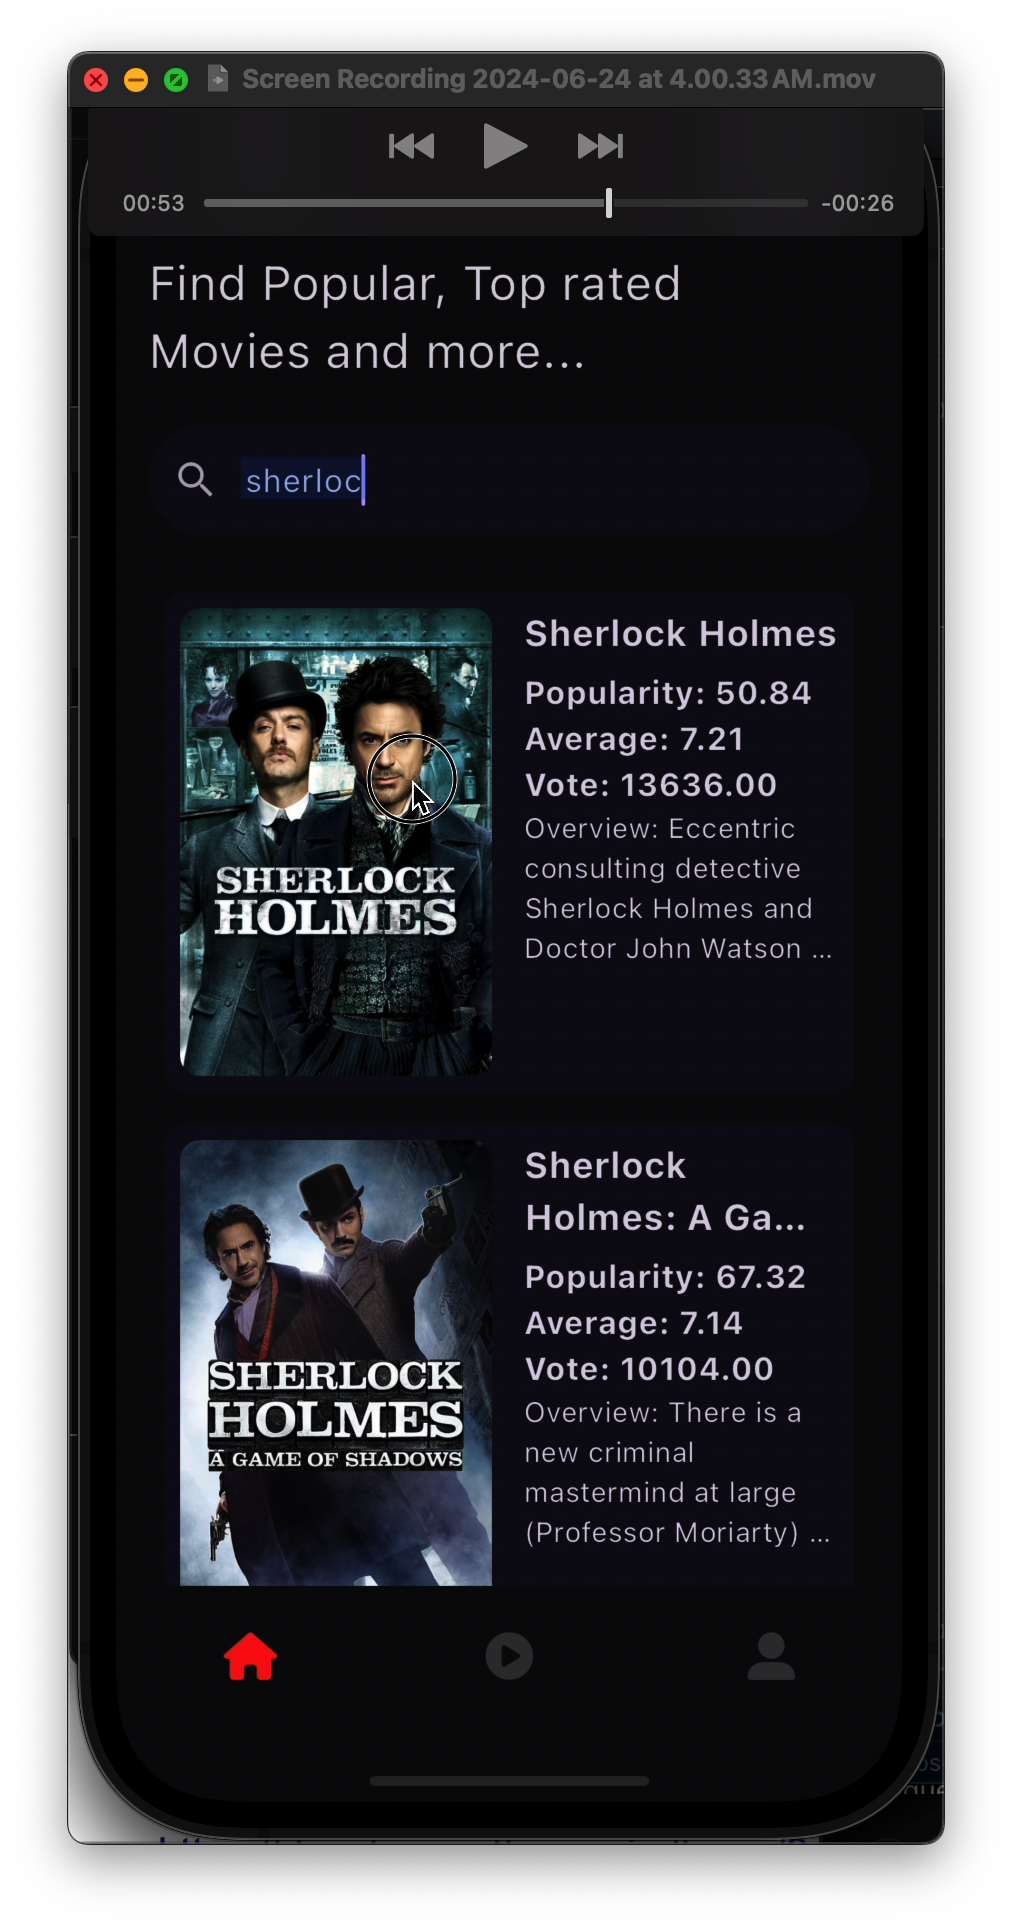 Screen Recording 2024-06-24 at 4.00.33 AM.mov
00:53
-00:26
Find Popular, Top rated
Movies and more...
sherloc
SHERLOCK
HOLMES
Sherlock Holmes
Popularity: 50.84
Average: 7.21
Vote: 13636.00
Overview: Eccentric
consulting detective
Sherlock Holmes and
Doctor John Watson ...
SHERLOCK
HOLMES
A GAME OF SHADOWS
Sherlock
Holmes: A Ga...
Popularity: 67.32
Average: 7.14
Vote: 10104.00
Overview: There is a
new criminal
mastermind at large
(Professor Moriarty) ...